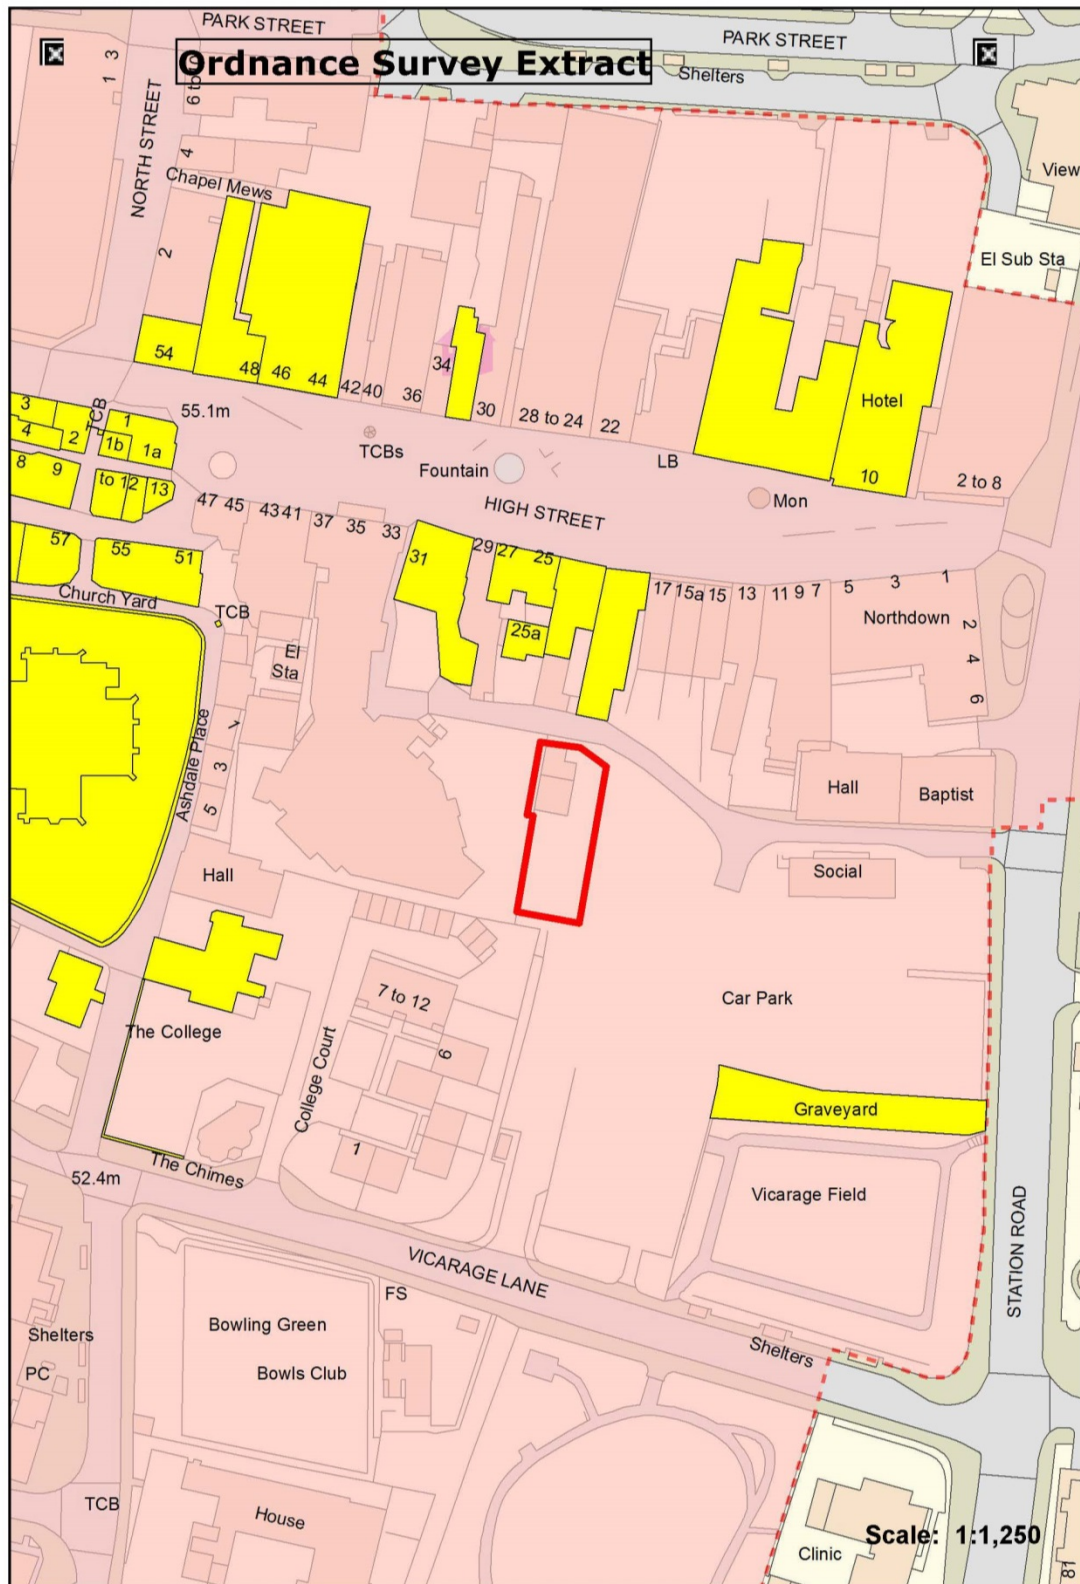 PARK STREET
PARK STREET
Ordnance Survey Extract
Shelters
1 3
6 to
NORTH STREET
4
Chapel Mews
View
2
El Sub Sta
54
48
46
44
42
40
36
34
30
28 to 24
22
Hotel
10
2 to 8
3
4
2
TCB
1
1b
1a
55.1m
TCBs
Fountain
LB
Mon
8
9
to 12
13
HIGH STREET
47
45
43
41
37
35
33
31
29
27
25
25a
17
15a
15
13
11
9
7
5
3
1
57
55
51
Church Yard
TCB
El
Sta
Northdown
2
4
6
Ashdale Place
1
3
5
Hall
Baptist
Hall
Social
7 to 12
Car Park
The College
College Court
6
Graveyard
1
The Chimes
52.4m
Vicarage Field
STATION ROAD
VICARAGE LANE
FS
Shelters
Bowling Green
Shelters
PC
Bowls Club
TCB
House
Scale: 1:1,250
Clinic
81